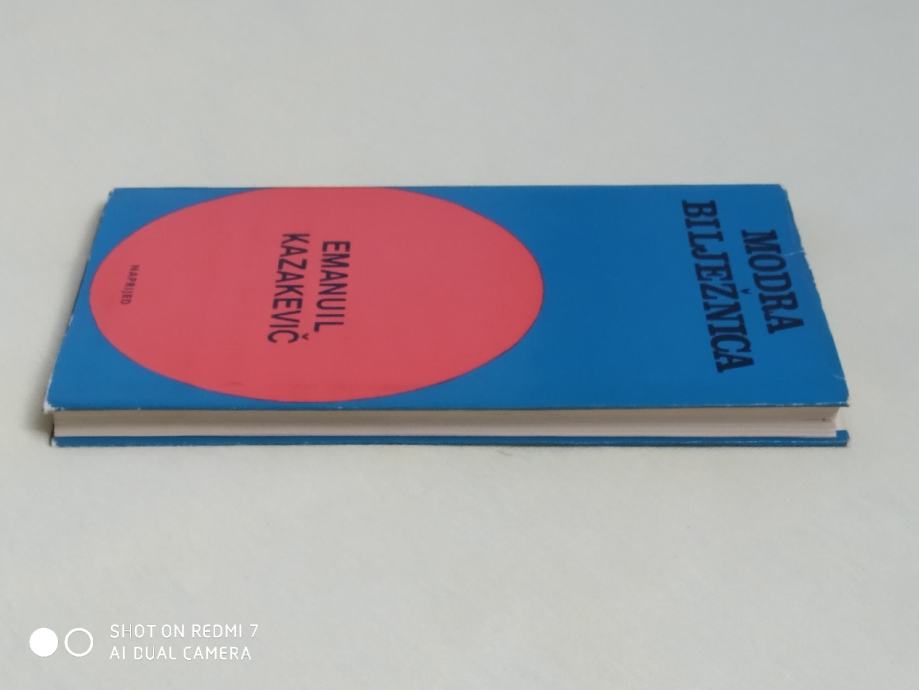 MODRA
BILJEŽNICA
EMANUIL
KAZAKEVIČ
NAPRIJED
SHOT ON REDMI 7
AI DUAL CAMERA